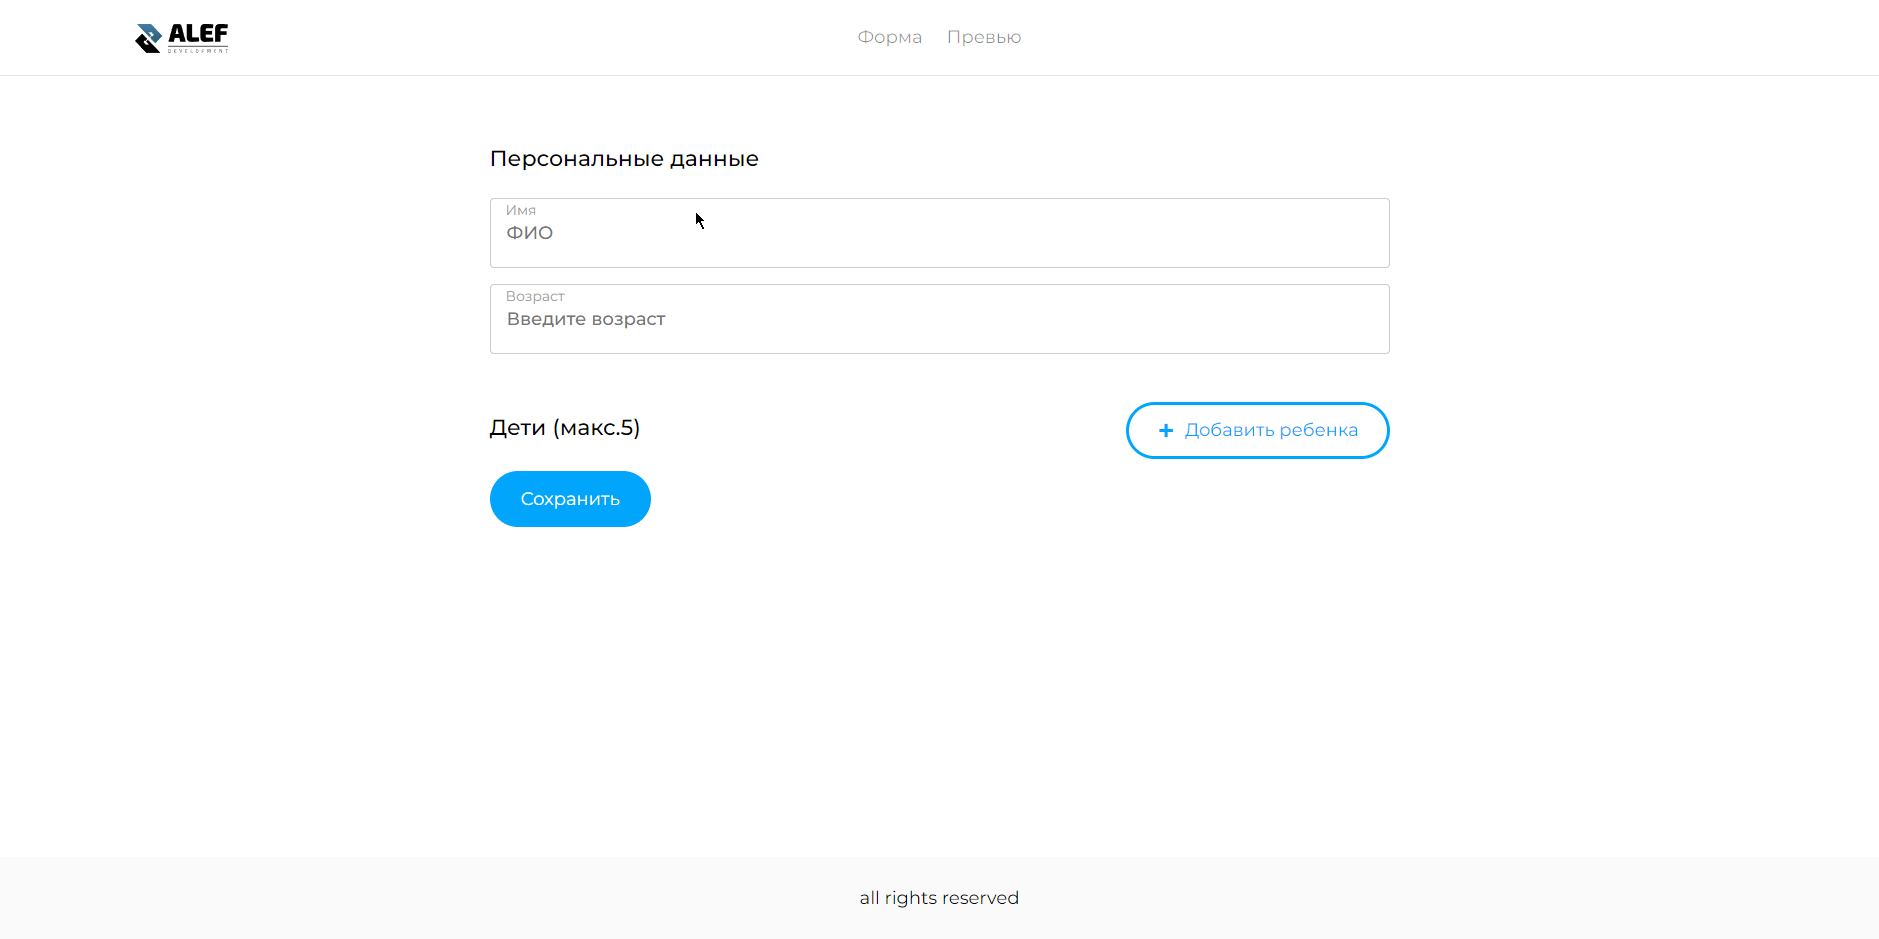 ALEF
DEVELOPMENT
Форма Превью
Персональные данные
Имя
ФИО
Возраст
Введите возраст
Дети (макс.5)
+ Добавить ребенка
Сохранить
all rights reserved